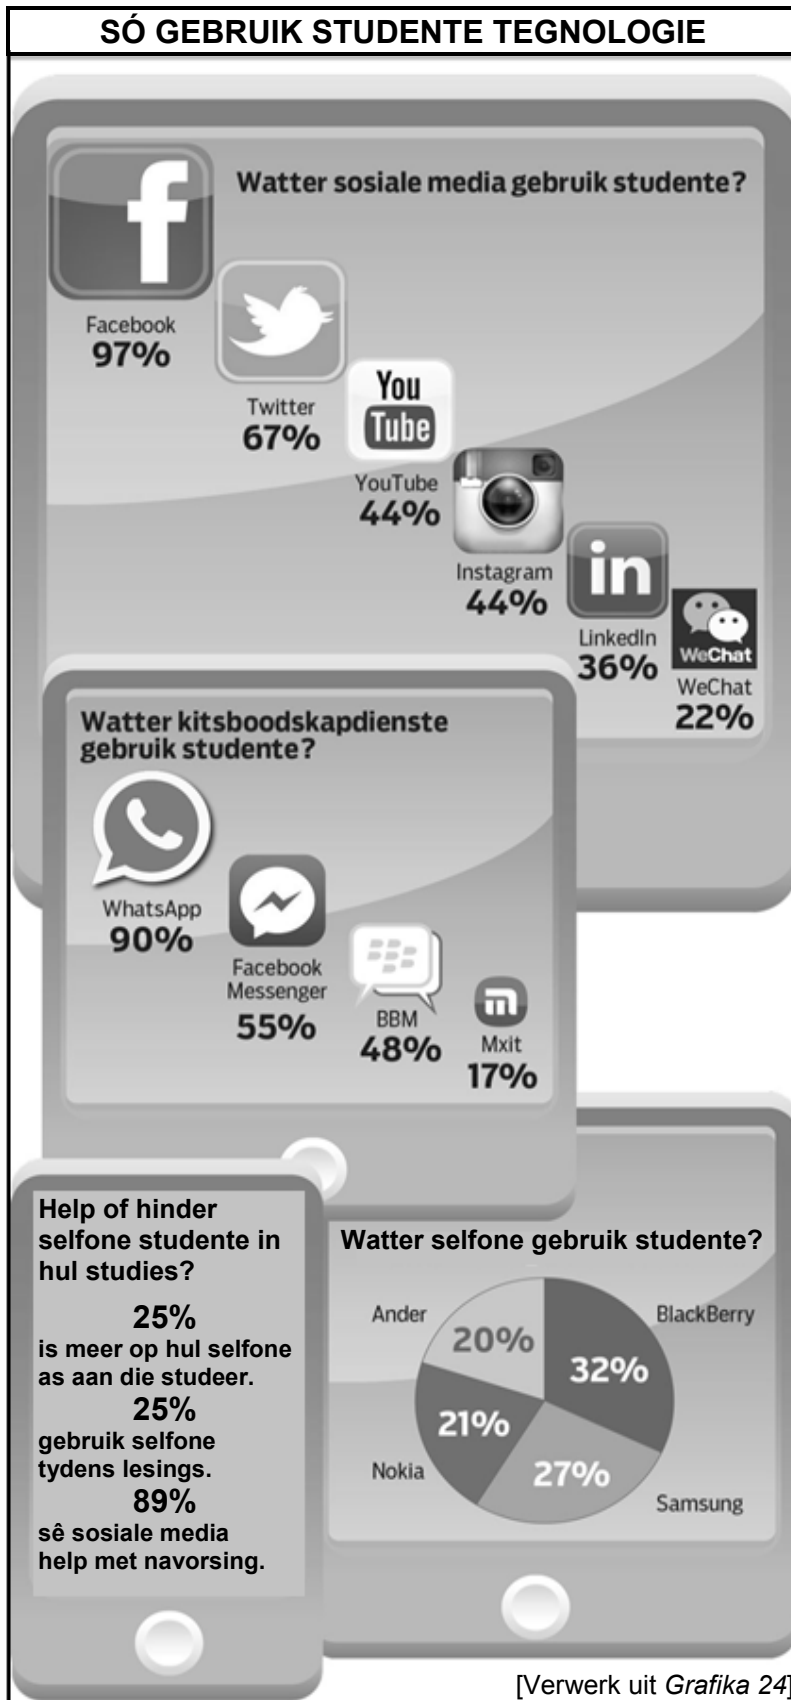 SÓ GEBRUIK STUDENTE TEGNOLOGIE
Watter sosiale media gebruik studente?
f
Facebook
97%
Twitter
67%
You
Tube
YouTube
44%
Instagram
44%
in
LinkedIn
36%
WeChat
WeChat
22%
Watter kitsboodskapdienste
gebruik studente?
WhatsApp
90%
Facebook
Messenger
55%
BBM
48%
m
Mxit
17%
Help of hinder
selfone studente in
hul studies?
25%
is meer op hul selfone
as aan die studeer.
25%
gebruik selfone
tydens lesings.
89%
sê sosiale media
help met navorsing.
Watter selfone gebruik studente?
Ander
20%
BlackBerry
32%
21%
Nokia
27%
Samsung
[Verwerk uit Grafika 24]